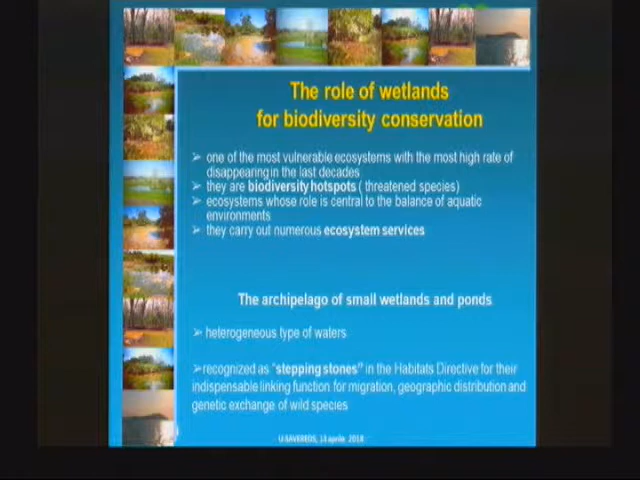 The role of wetlands
for biodiversity conservation
➢ one of the most vulnerable ecosystems with the most high rate of
disappearing in the last decades
➢ they are biodiversity hotspots ( threatened species)
➢ ecosystems whose role is central to the balance of aquatic
environments
➢ they carry out numerous ecosystem services
The archipelago of small wetlands and ponds
➢ heterogeneous type of waters
➢recognized as "stepping stones" in the Habitats Directive for their
indispensable linking function for migration, geographic distribution and
genetic exchange of wild species
aprile 2018